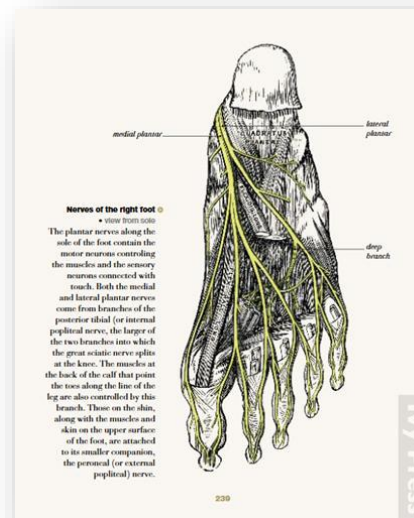 medial plantar
lateral
plantar
QUADRATUS
deep
branch
Nerves of the right foot
• view from sole
The plantar nerves along the
sole of the foot contain the
motor neurons controling
the muscles and the sensory
neurons connected with
touch. Both the medial
and lateral plantar nerves
come from branches of the
posterior tibial (or internal
popliteal nerve, the larger of
the two branches into which
the great sciatic nerve splits
at the knee. The muscles at
the back of the calf that point
the toes along the line of the
leg are also controlled by this
branch. Those on the shin,
along with the muscles and
skin on the upper surface
of the foot, are attached
to its smaller companion,
the peroneal (or external
popliteal) nerve.
239